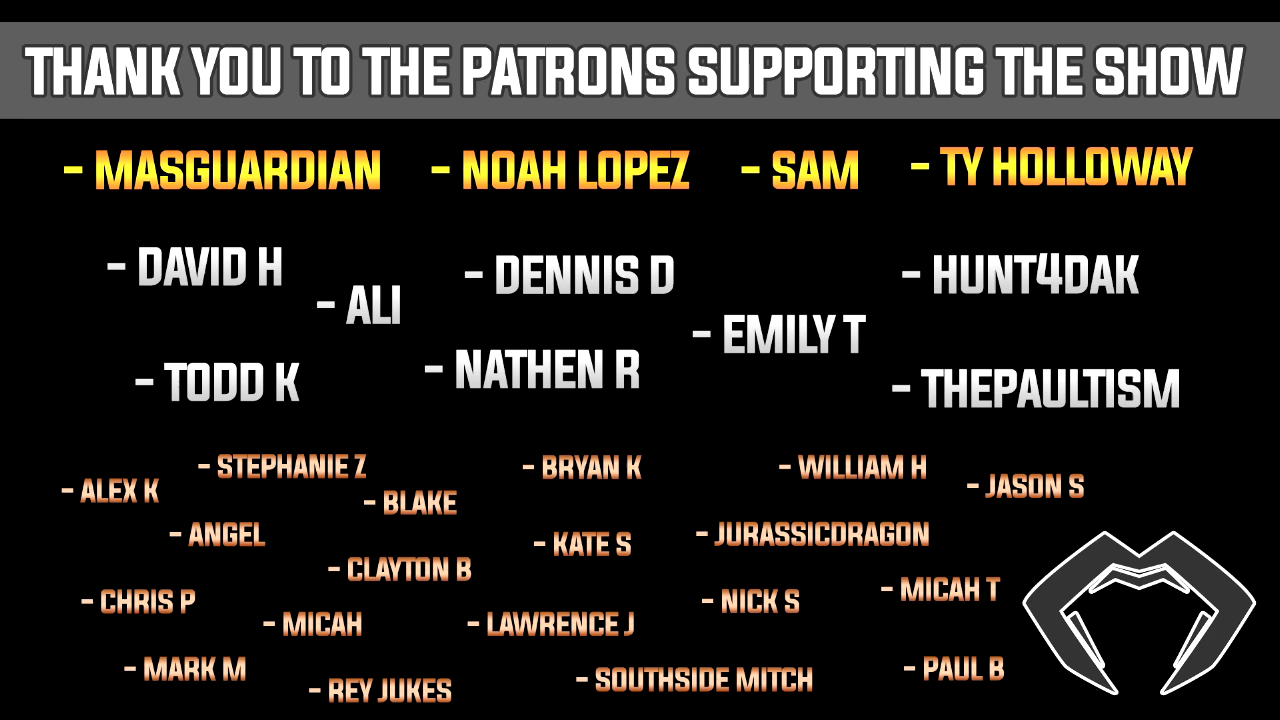 THANK YOU TO THE PATRONS SUPPORTING THE SHOW
- MASGUARDIAN
- NOAH LOPEZ
- SAM
- TY HOLLOWAY
- DAVID H
- ALI
- DENNIS D
- EMILY T
- HUNT4DAK
- TODD K
- NATHEN R
- THEPAULTISM
- ALEX K
- STEPHANIE Z
- BLAKE
- BRYAN K
- WILLIAM H
- JASON S
- ANGEL
- CLAYTON B
- KATE S
- JURASSICDRAGON
- CHRIS P
- MICAH
- LAWRENCE J
- NICK S
- MICAH T
- MARK M
- REY JUKES
- SOUTHSIDE MITCH
- PAUL B